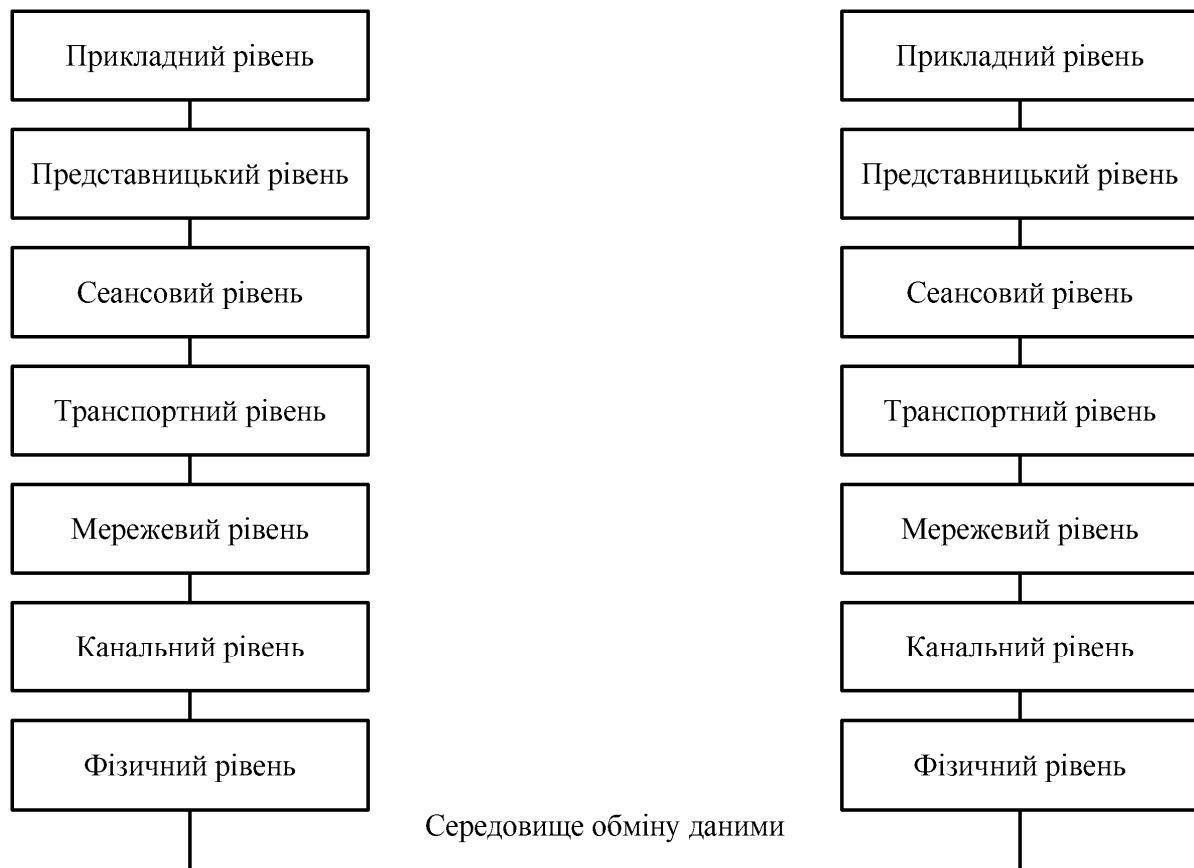 Прикладний рівень
Представницький рівень
Сеансовий рівень
Транспортний рівень
Мережевий рівень
Канальний рівень
Фізичний рівень
Прикладний рівень
Представницький рівень
Сеансовий рівень
Транспортний рівень
Мережевий рівень
Канальний рівень
Фізичний рівень
Середовище обміну даними